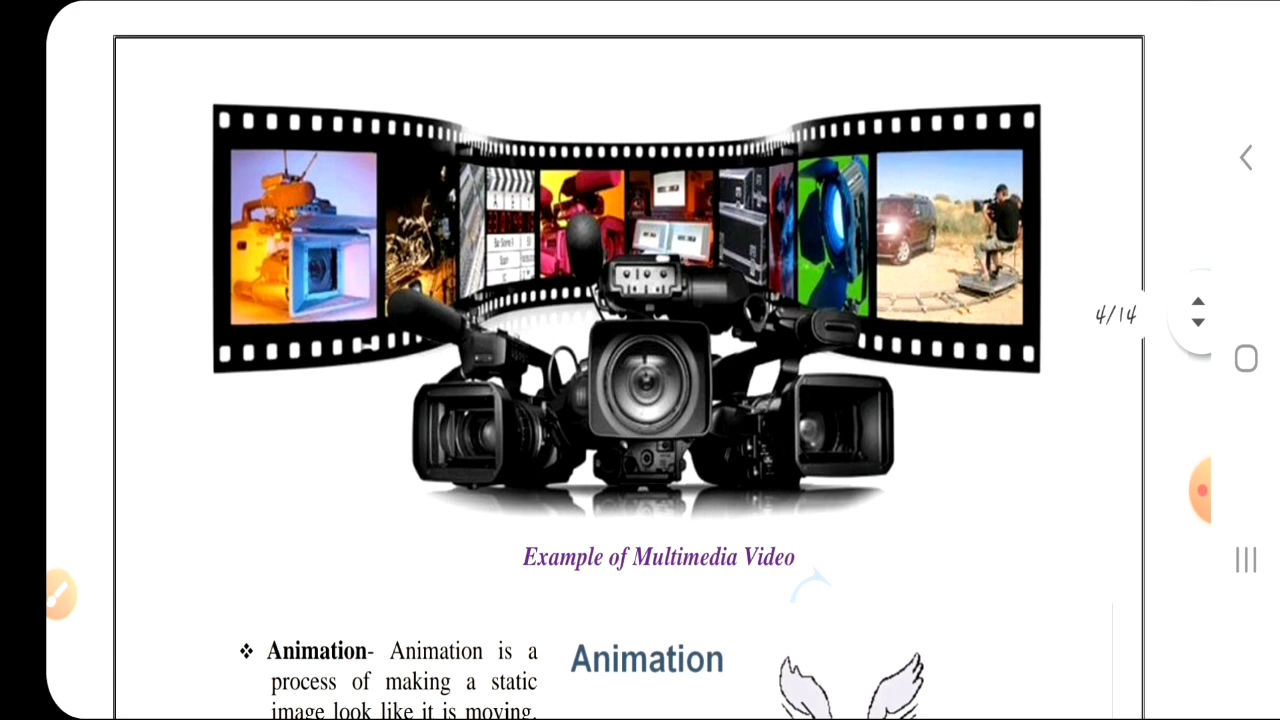 4/14
Example of Multimedia Video
❖ Animation- Animation is a
process of making a static
image look like it is moving.
Animation